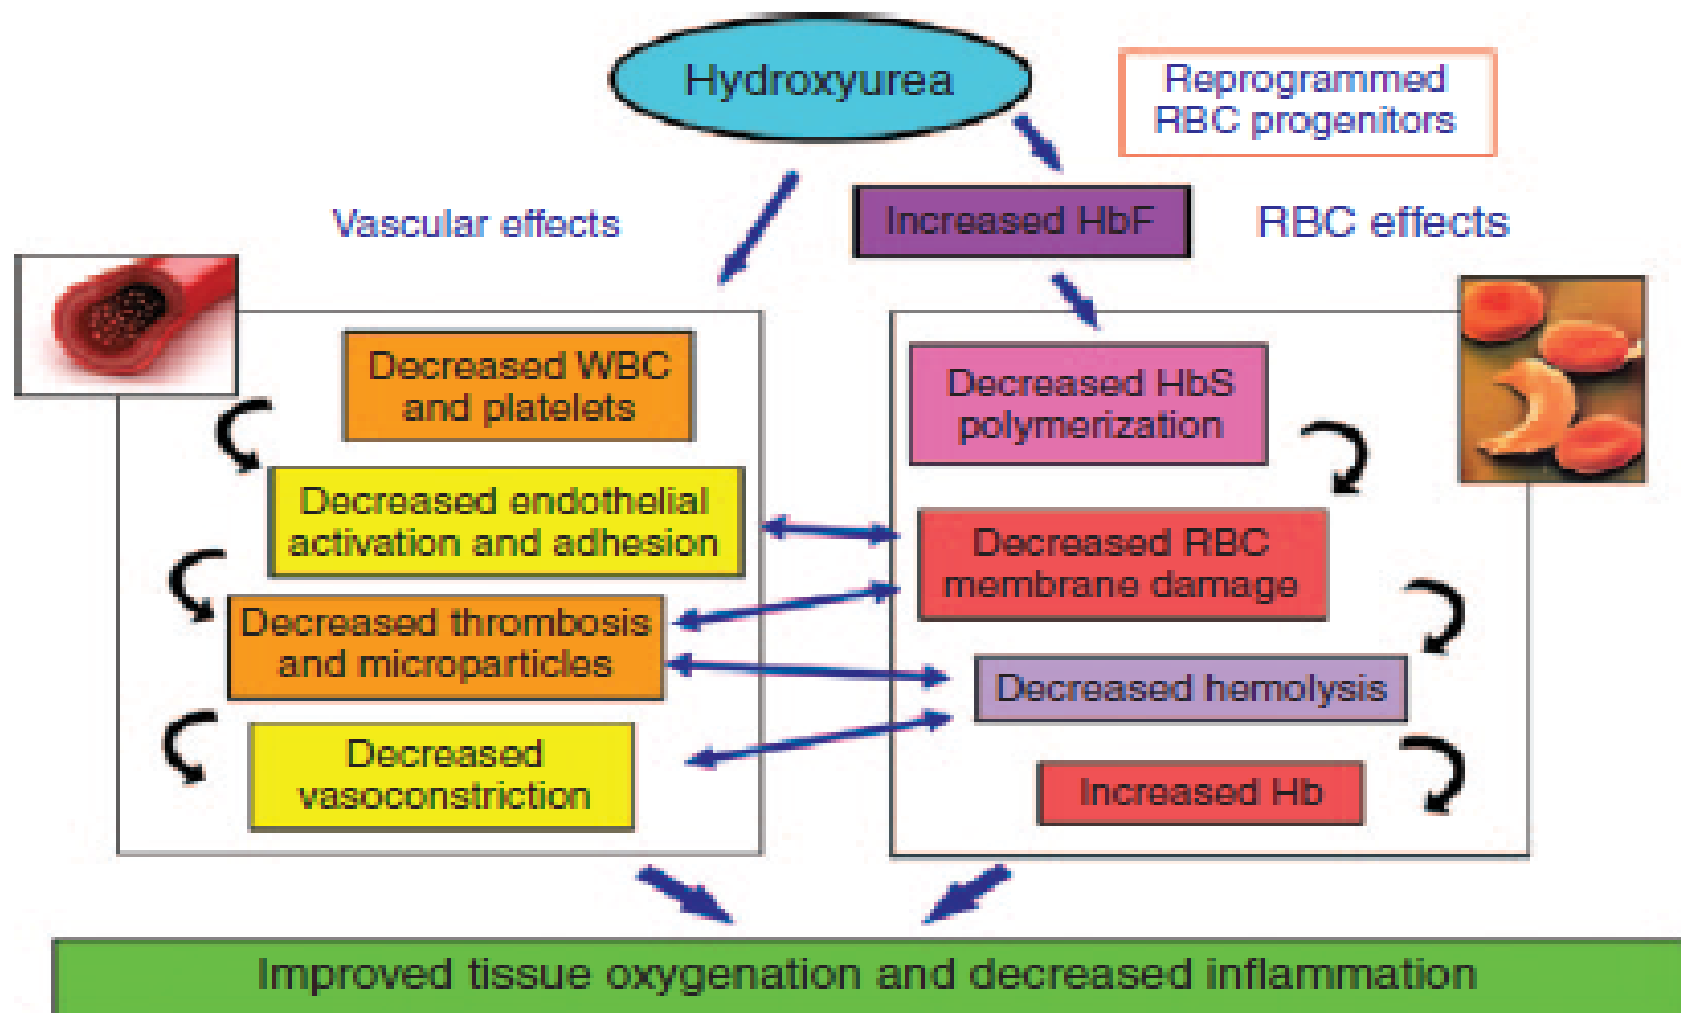 Hydroxyurea
Reprogrammed
RBC progenitors
Increased HbF
Vascular effects
RBC effects
Decreased WBC
and platelets
Decreased endothelial
activation and adhesion
Decreased thrombosis
and microparticles
Decreased
vasoconstriction
Decreased HbS
polymerization
Decreased RBC
membrane damage
Decreased hemolysis
Increased Hb
Improved tissue oxygenation and decreased inflammation